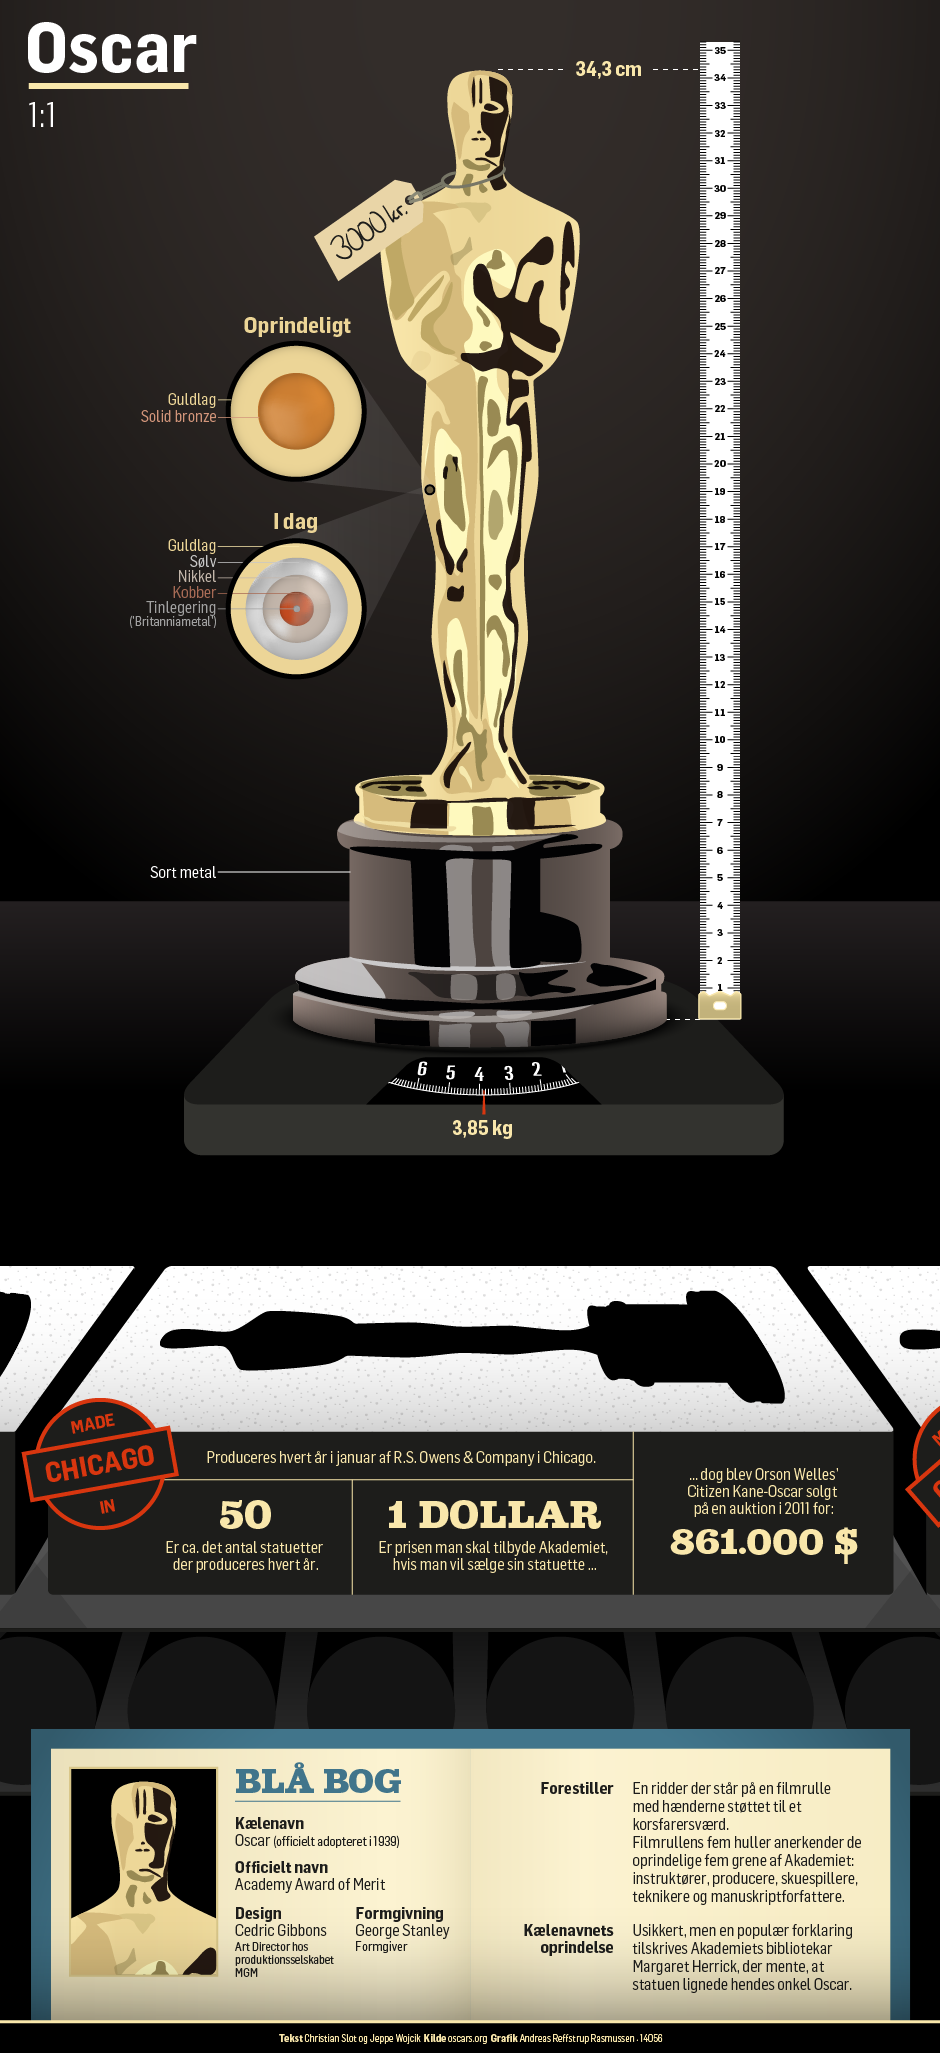 Oscar
1:1
34,3 cm
3000 kr.
35
34
33
32
31
30
29
28
27
26
25
24
23
22
21
20
19
18
17
16
15
14
13
12
11
10
9
8
7
6
5
4
3
2
1
Oprindeligt
Guldlag
Solid bronze
I dag
Guldlag
Sølv
Nikkel
Kobber
Tinlegering
('Britanniametal')
Sort metal
6 5 4 3 2
3,85 kg
MADE
CHICAGO
IN
Produceres hvert år i januar af R.S. Owens & Company i Chicago.
50
Er ca. det antal statuetter
der produceres hvert år.
1 DOLLAR
Er prisen man skal tilbyde Akademiet,
hvis man vil sælge sin statuette ...
... dog blev Orson Welles'
Citizen Kane-Oscar solgt
på en auktion i 2011 for:
861.000 $
BLÅ BOG
Kælenavn
Oscar (officielt adopteret i 1939)
Officielt navn
Academy Award of Merit
Design
Cedric Gibbons
Art Director hos
produktionsselskabet
MGM
Formgivning
George Stanley
Formgiver
Forestiller
En ridder der står på en filmrulle
med hænderne støttet til et
korsfarersværd.
Filmrullens fem huller anerkender de
oprindelige fem grene af Akademiet:
instruktører, producere, skuespillere,
teknikere og manuskriptforfattere.
Kælenavnets
oprindelse
Usikkert, men en populær forklaring
tilskrives Akademiets bibliotekar
Margaret Herrick, der mente, at
statuen lignede hendes onkel Oscar.
Tekst Christian Slot og Jeppe Wojcik Kilde oscars.org Grafik Andreas Reffstrup Rasmussen . 14056